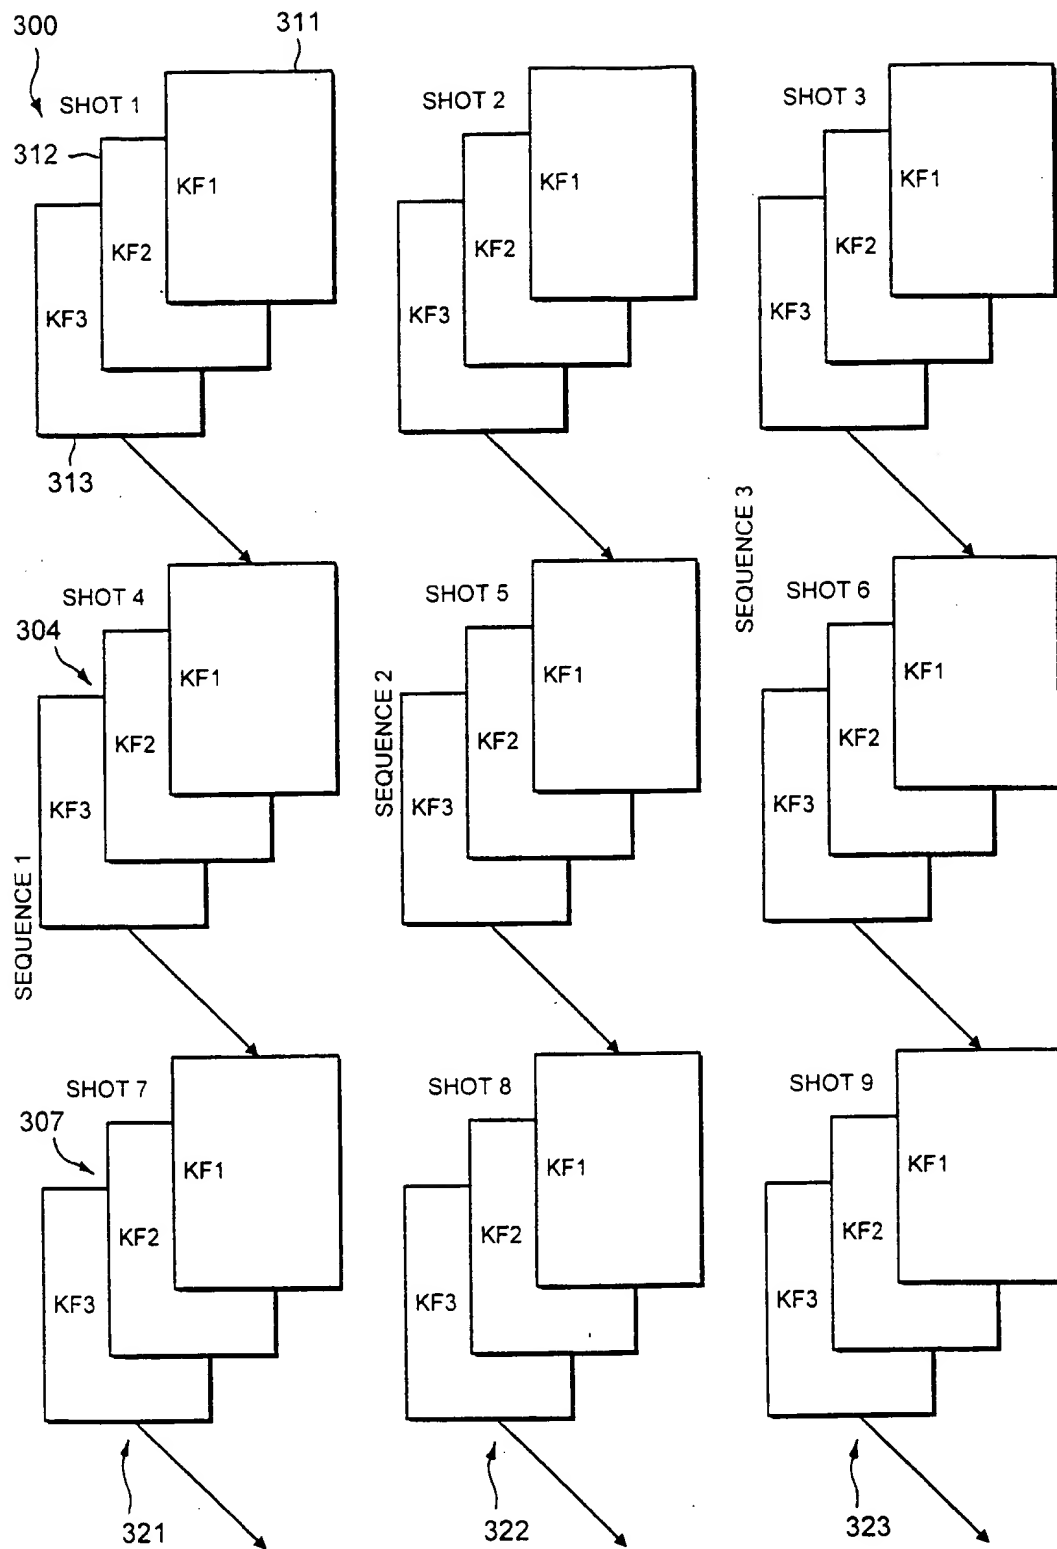 300
311
SHOT 1
SHOT 2
SHOT 3
312
KF1
KF1
KF1
KF2
KF2
KF2
KF3
KF3
KF3
313
SEQUENCE 3
SHOT 4
SHOT 5
SHOT 6
304
KF1
KF1
KF1
SEQUENCE 2
KF2
KF2
KF2
KF3
KF3
KF3
SEQUENCE 1
SHOT 7
SHOT 8
SHOT 9
307
KF1
KF1
KF1
KF2
KF2
KF2
KF3
KF3
KF3
321
322
323